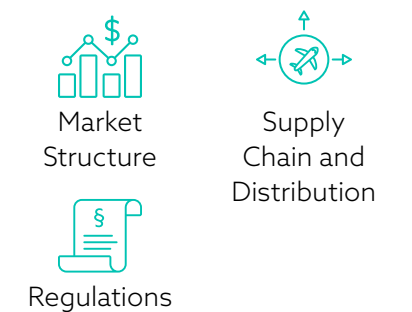 $
Market
Structure
Supply
Chain and
Distribution
§
Regulations